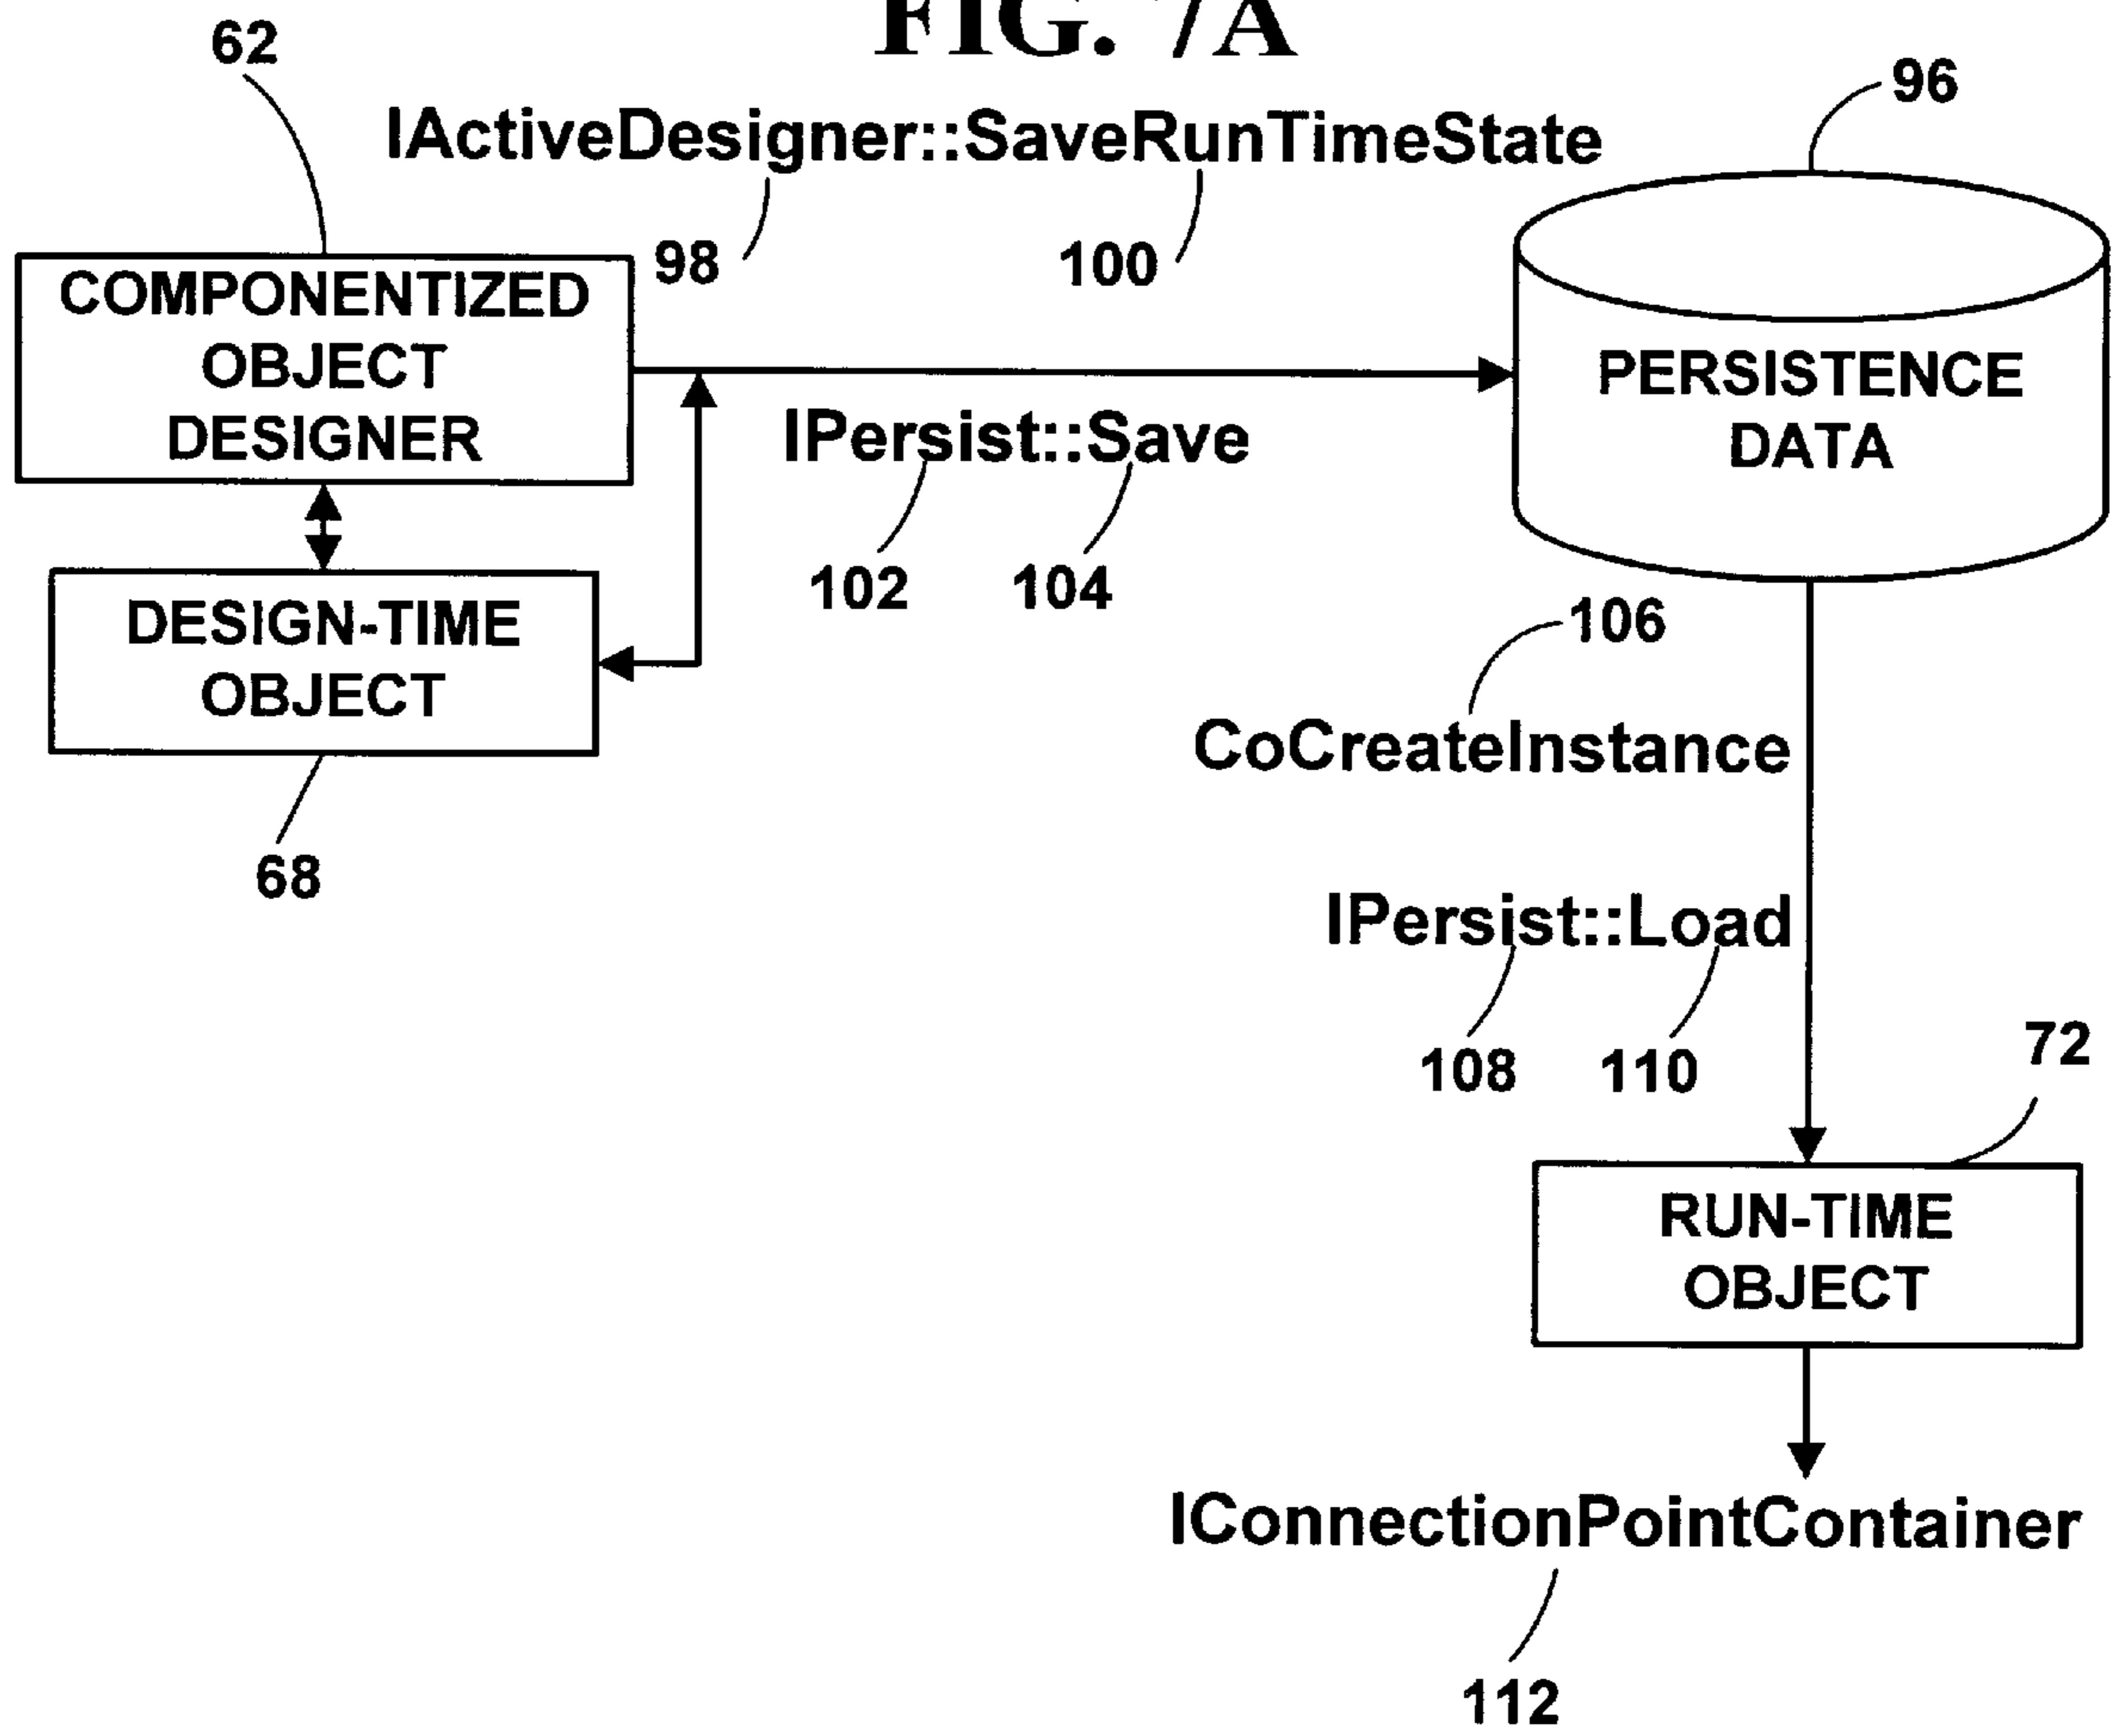 FIG. 7A
62
96
IActiveDesigner::SaveRunTimeState
98
100
COMPONENTIZED
OBJECT
DESIGNER
PERSISTENCE
DATA
IPersist::Save
102
104
DESIGN-TIME
OBJECT
68
106
CoCreateInstance
IPersist::Load
108
110
72
RUN-TIME
OBJECT
IConnectionPointContainer
112